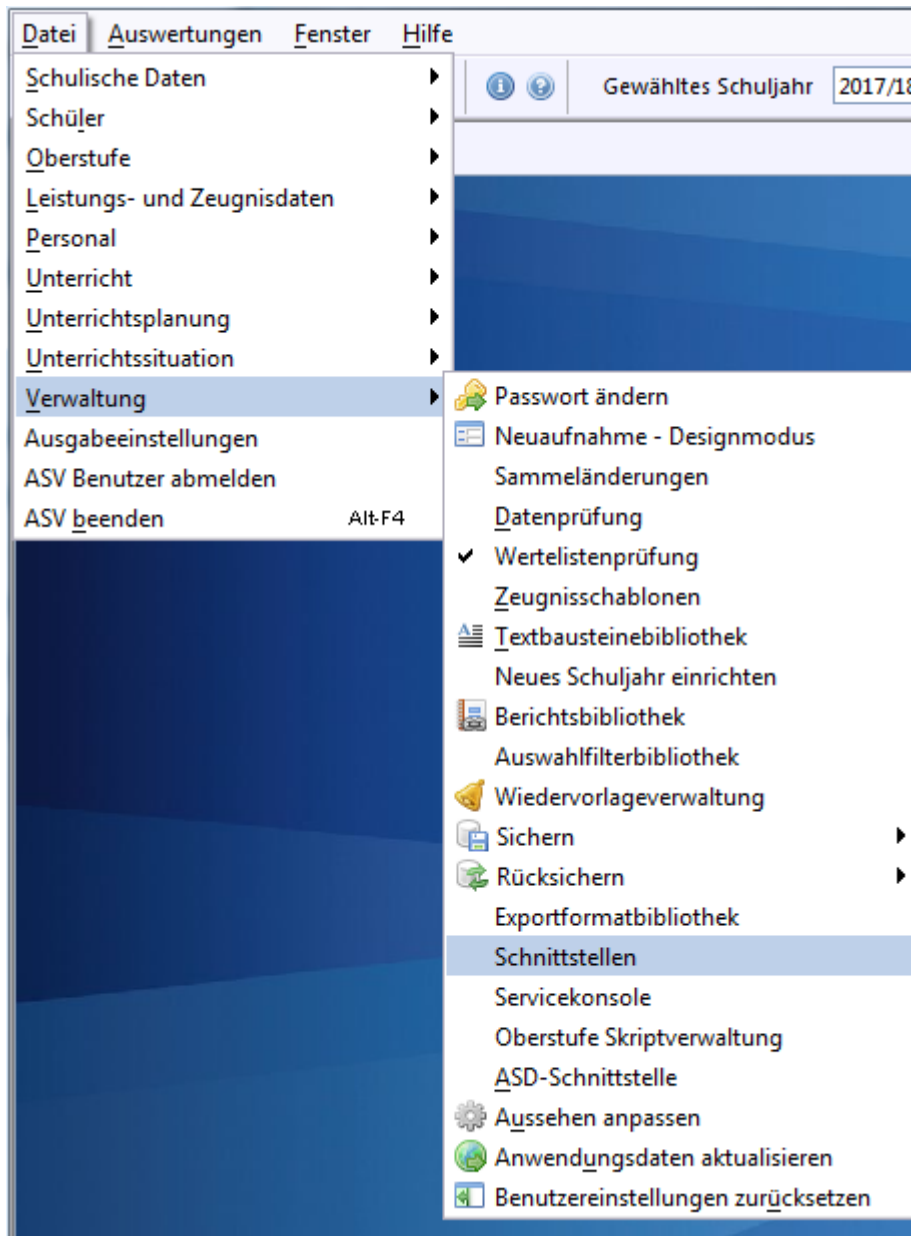 Datei Auswertungen Fenster Hilfe
Gewähltes Schuljahr 2017/18
Schulische Daten
Schüler
Oberstufe
Leistungs- und Zeugnisdaten
Personal
Unterricht
Unterrichtsplanung
Unterrichtssituation
Verwaltung
Ausgabeeinstellungen
ASV Benutzer abmelden
ASV beenden Alt-F4
Passwort ändern
Neuaufnahme - Designmodus
Sammeländerungen
Datenprüfung
Wertelistenprüfung
Zeugnisschablonen
Textbausteinebibliothek
Neues Schuljahr einrichten
Berichtsbibliothek
Auswahlfilterbibliothek
Wiedervorlageverwaltung
Sichern
Rücksichern
Exportformatbibliothek
Schnittstellen
Servicekonsole
Oberstufe Skriptverwaltung
ASD-Schnittstelle
Aussehen anpassen
Anwendungsdaten aktualisieren
Benutzereinstellungen zurücksetzen